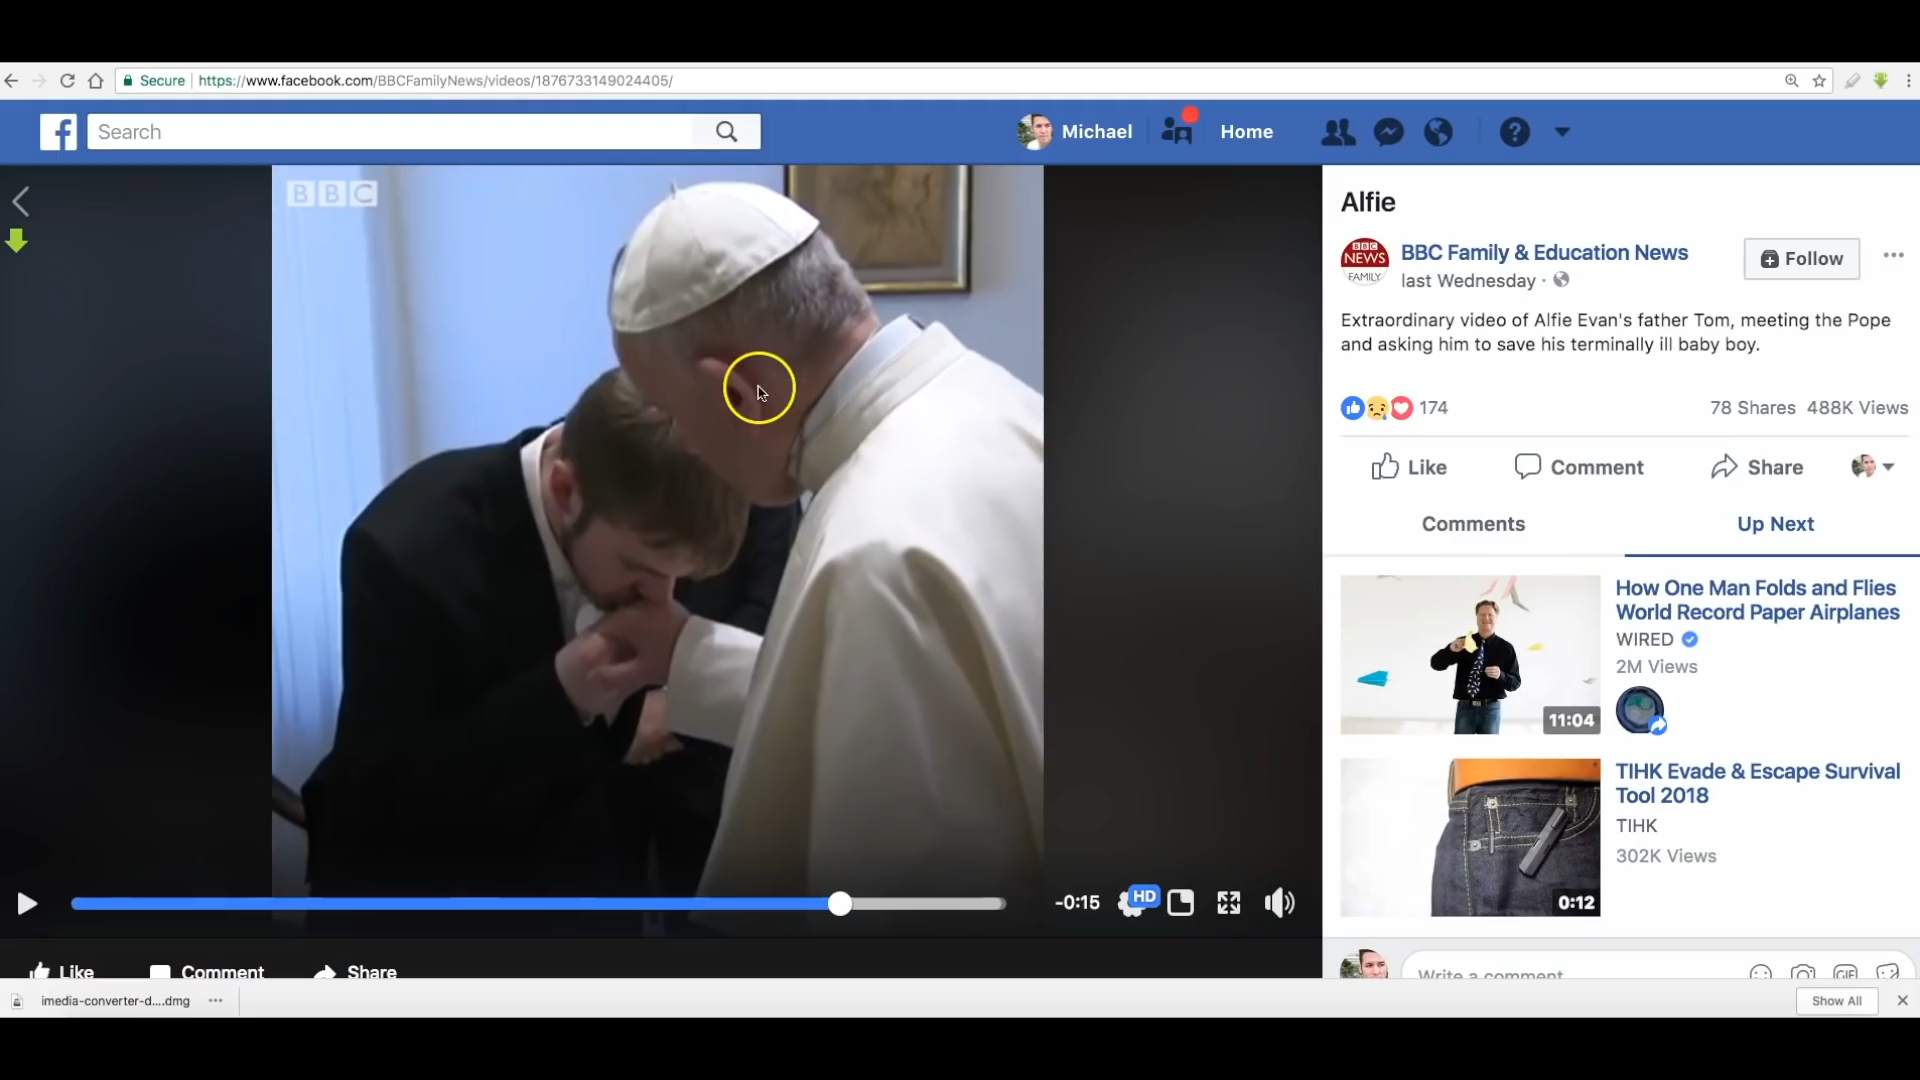 Secure https://www.facebook.com/BBCFamilyNews/videos/1876733149024405/
Search
Michael
Home
BBC
Alfie
BBC NEWS FAMILY
BBC Family & Education News
last Wednesday ·
Follow
Extraordinary video of Alfie Evan's father Tom, meeting the Pope
and asking him to save his terminally ill baby boy.
174
78 Shares 488K Views
Like
Comment
Share
Comments
Up Next
How One Man Folds and Flies
World Record Paper Airplanes
WIRED
2M Views
11:04
TIHK Evade & Escape Survival
Tool 2018
TIHK
302K Views
0:12
-0:15
HD
Like
Comment
Share
Write a comment
GIF
imedia-converter-d....dmg
Show All